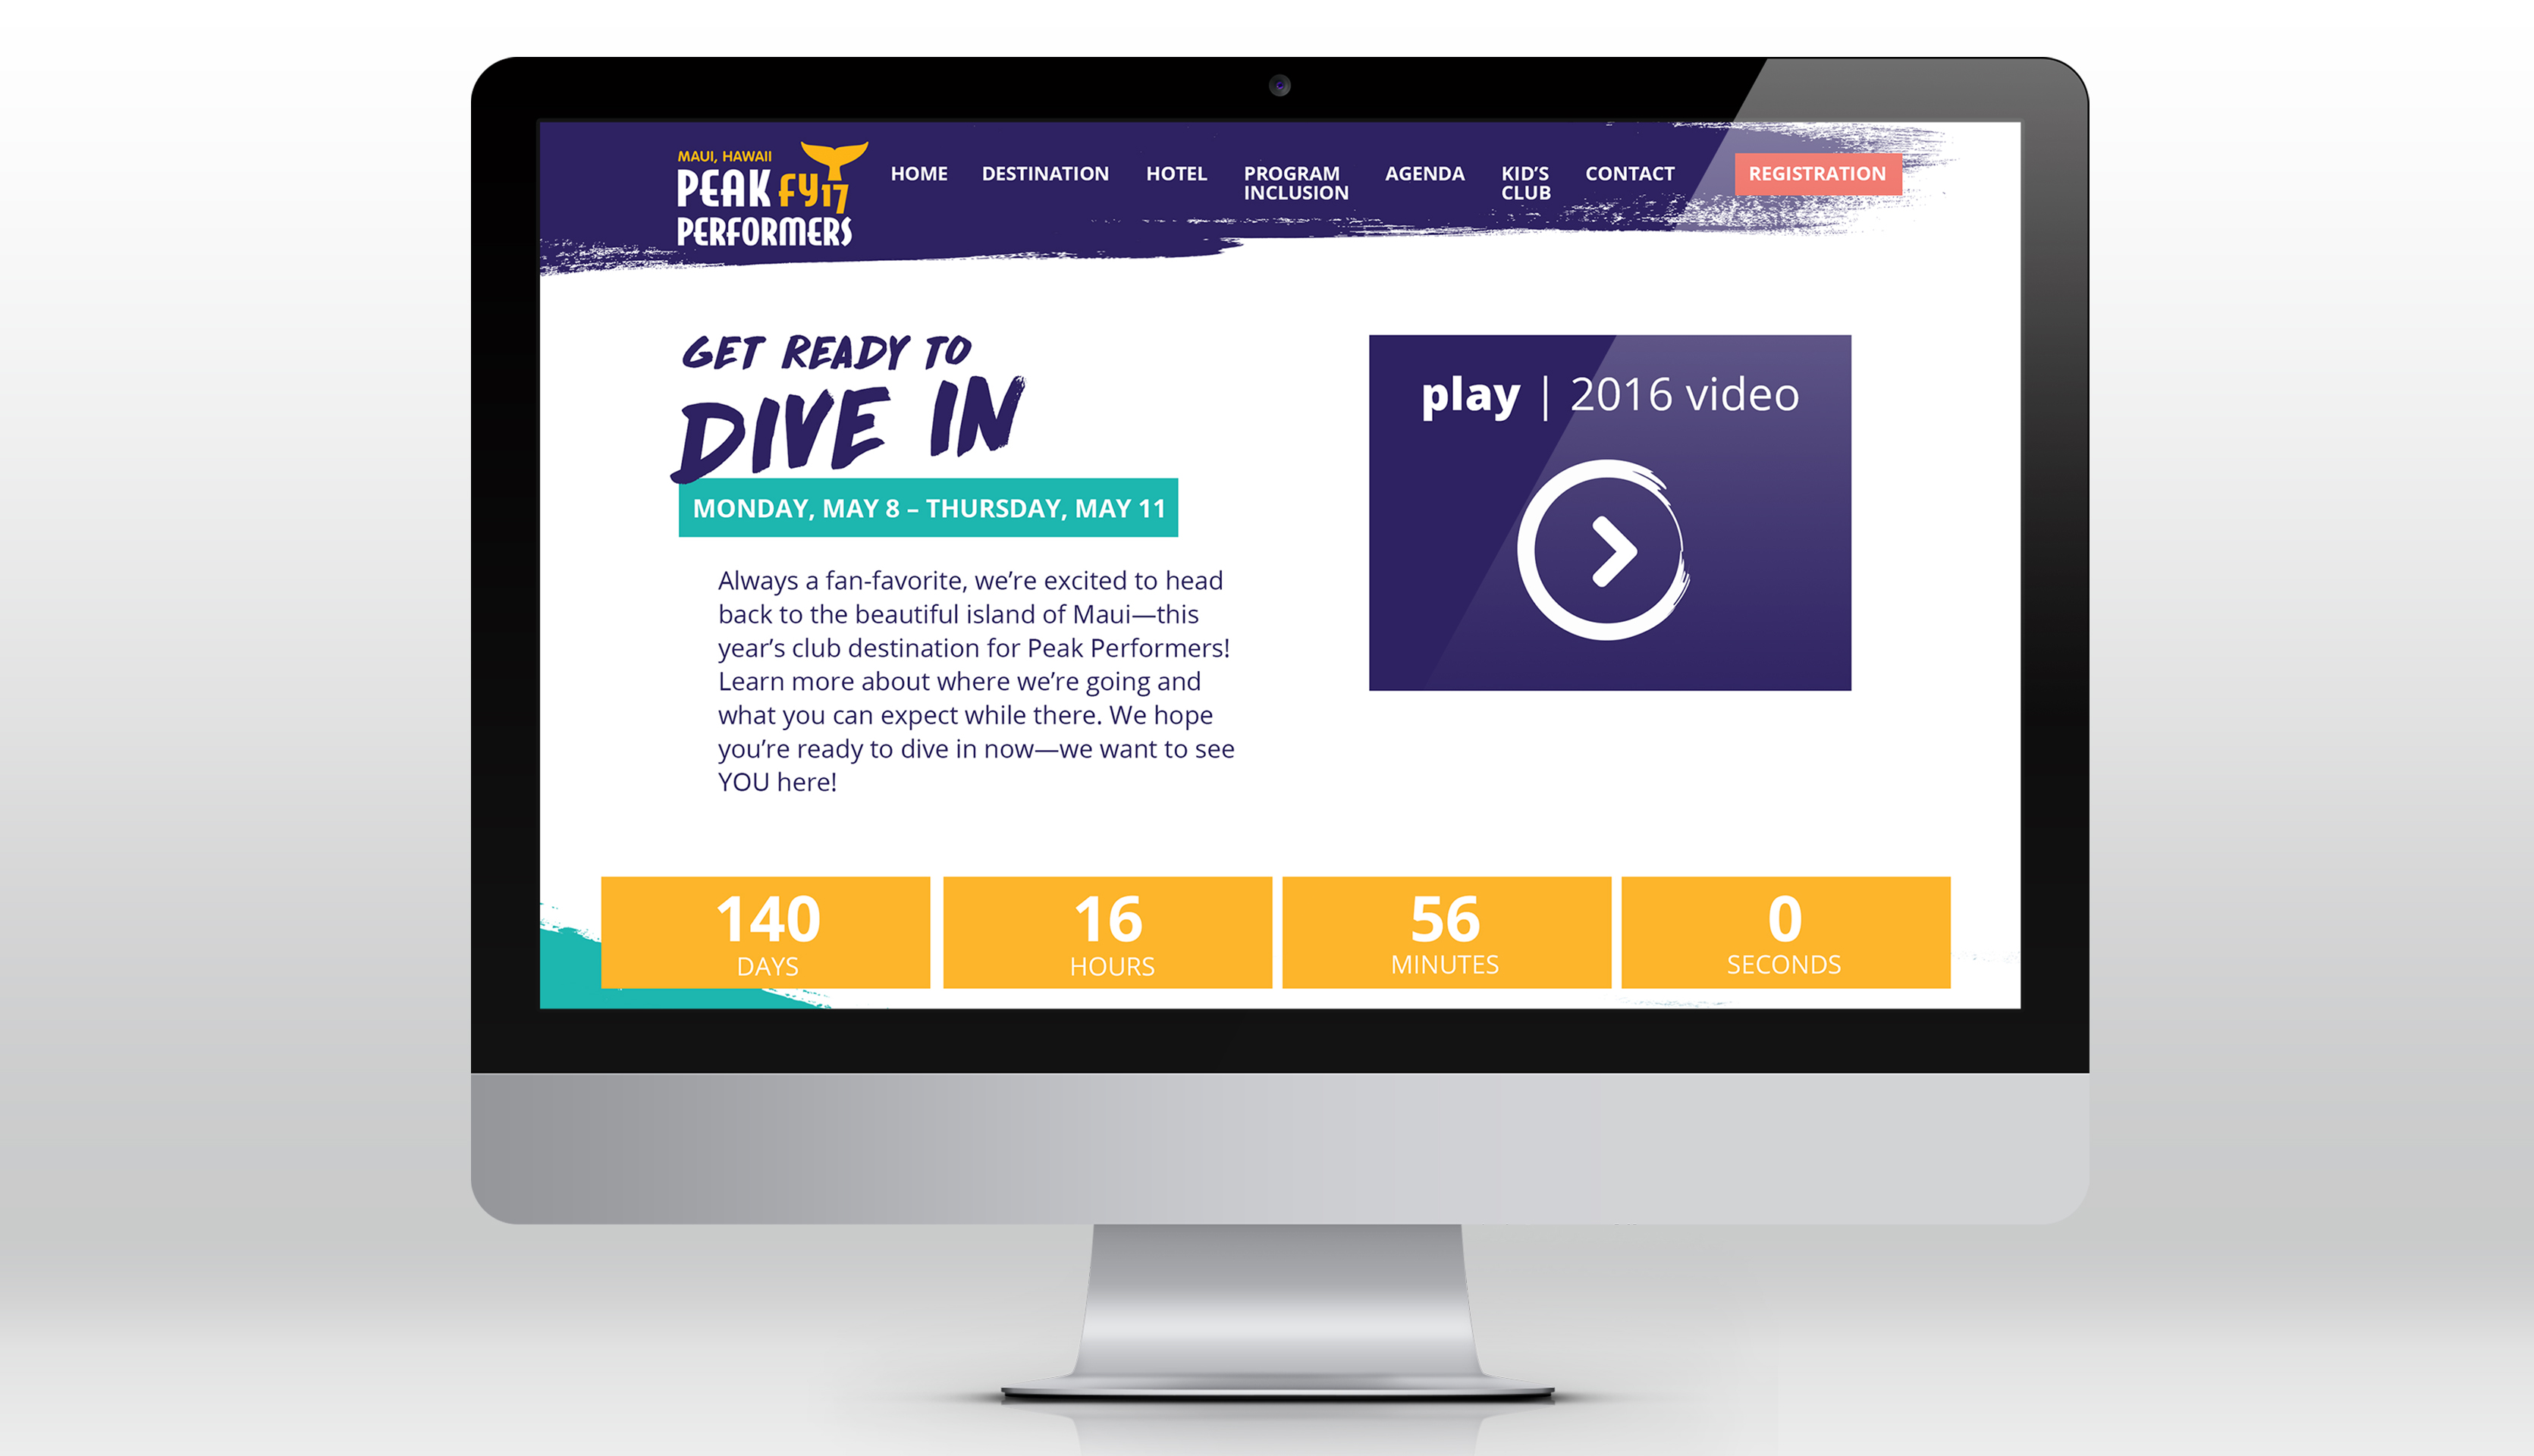 MAUI, HAWAII
PEAK FY17
PERFORMERS
HOME
DESTINATION
HOTEL
PROGRAM
INCLUSION
AGENDA
KID’S
CLUB
CONTACT
REGISTRATION
GET READY TO
DIVE IN
MONDAY, MAY 8 – THURSDAY, MAY 11
Always a fan-favorite, we’re excited to head
back to the beautiful island of Maui—this
year’s club destination for Peak Performers!
Learn more about where we’re going and
what you can expect while there. We hope
you’re ready to dive in now—we want to see
YOU here!
play | 2016 video
140
DAYS
16
HOURS
56
MINUTES
0
SECONDS